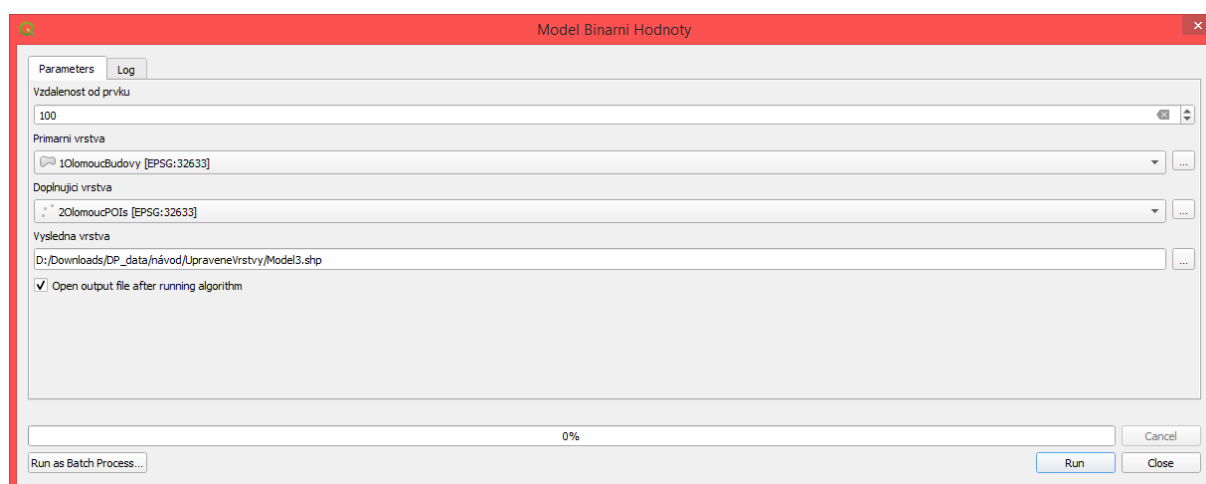 Model Binarni Hodnoty
Parameters Log
Vzdalenost od prvku
100
Primarni vrstva
1OlomoucBudovy [EPSG:32633]
...
Doplnujici vrstva
2OlomoucPOIs [EPSG:32633]
...
Vysledna vrstva
D:/Downloads/DP_data/návod/UpraveneVrstvy/Model3.shp
...
Open output file after running algorithm
0%
Cancel
Run as Batch Process...
Run
Close